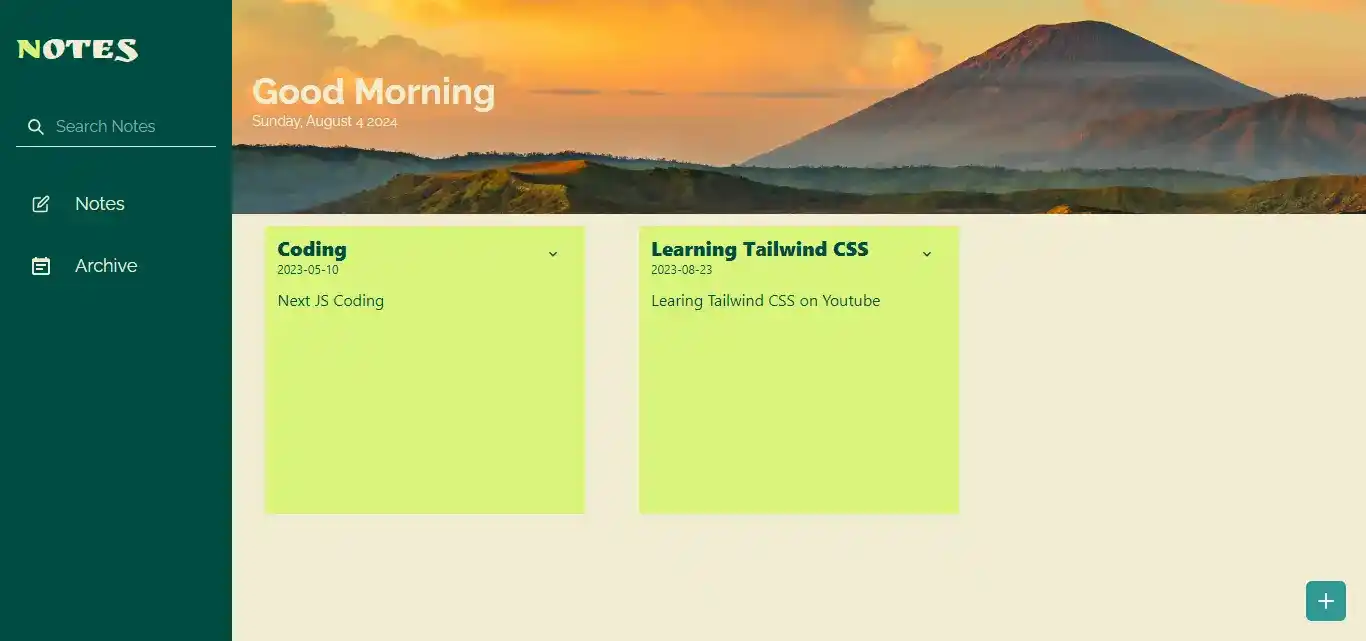 NOTES
Search Notes
Notes
Archive
Good Morning
Sunday, August 4 2024
Coding
2023-05-10
Next JS Coding
Learning Tailwind CSS
2023-08-23
Learing Tailwind CSS on Youtube